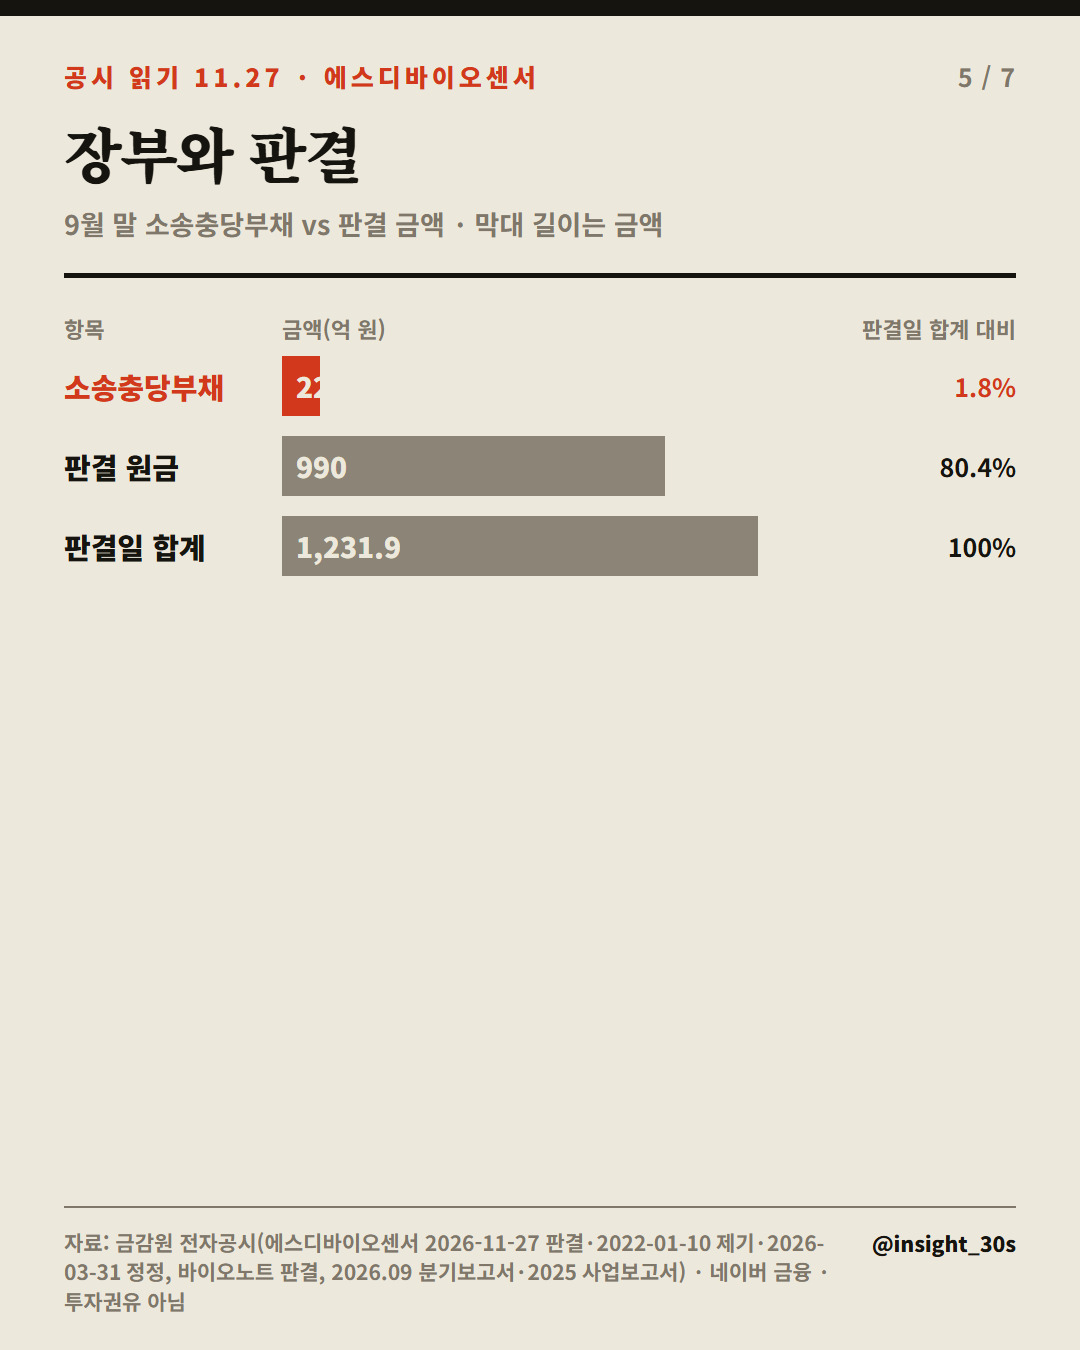 공시 읽기 11.27 · 에스디바이오센서
5 / 7
장부와 판결
9월 말 소송충당부채 vs 판결 금액 · 막대 길이는 금액
항목 금액(억 원) 판결일 합계 대비
소송충당부채 22 1.8%
판결 원금 990 80.4%
판결일 합계 1,231.9 100%
자료: 금감원 전자공시(에스디바이오센서 2026-11-27 판결·2022-01-10 제기·2026-
03-31 정정, 바이오노트 판결, 2026.09 분기보고서·2025 사업보고서) · 네이버 금융 ·
투자권유 아님
@insight_30s